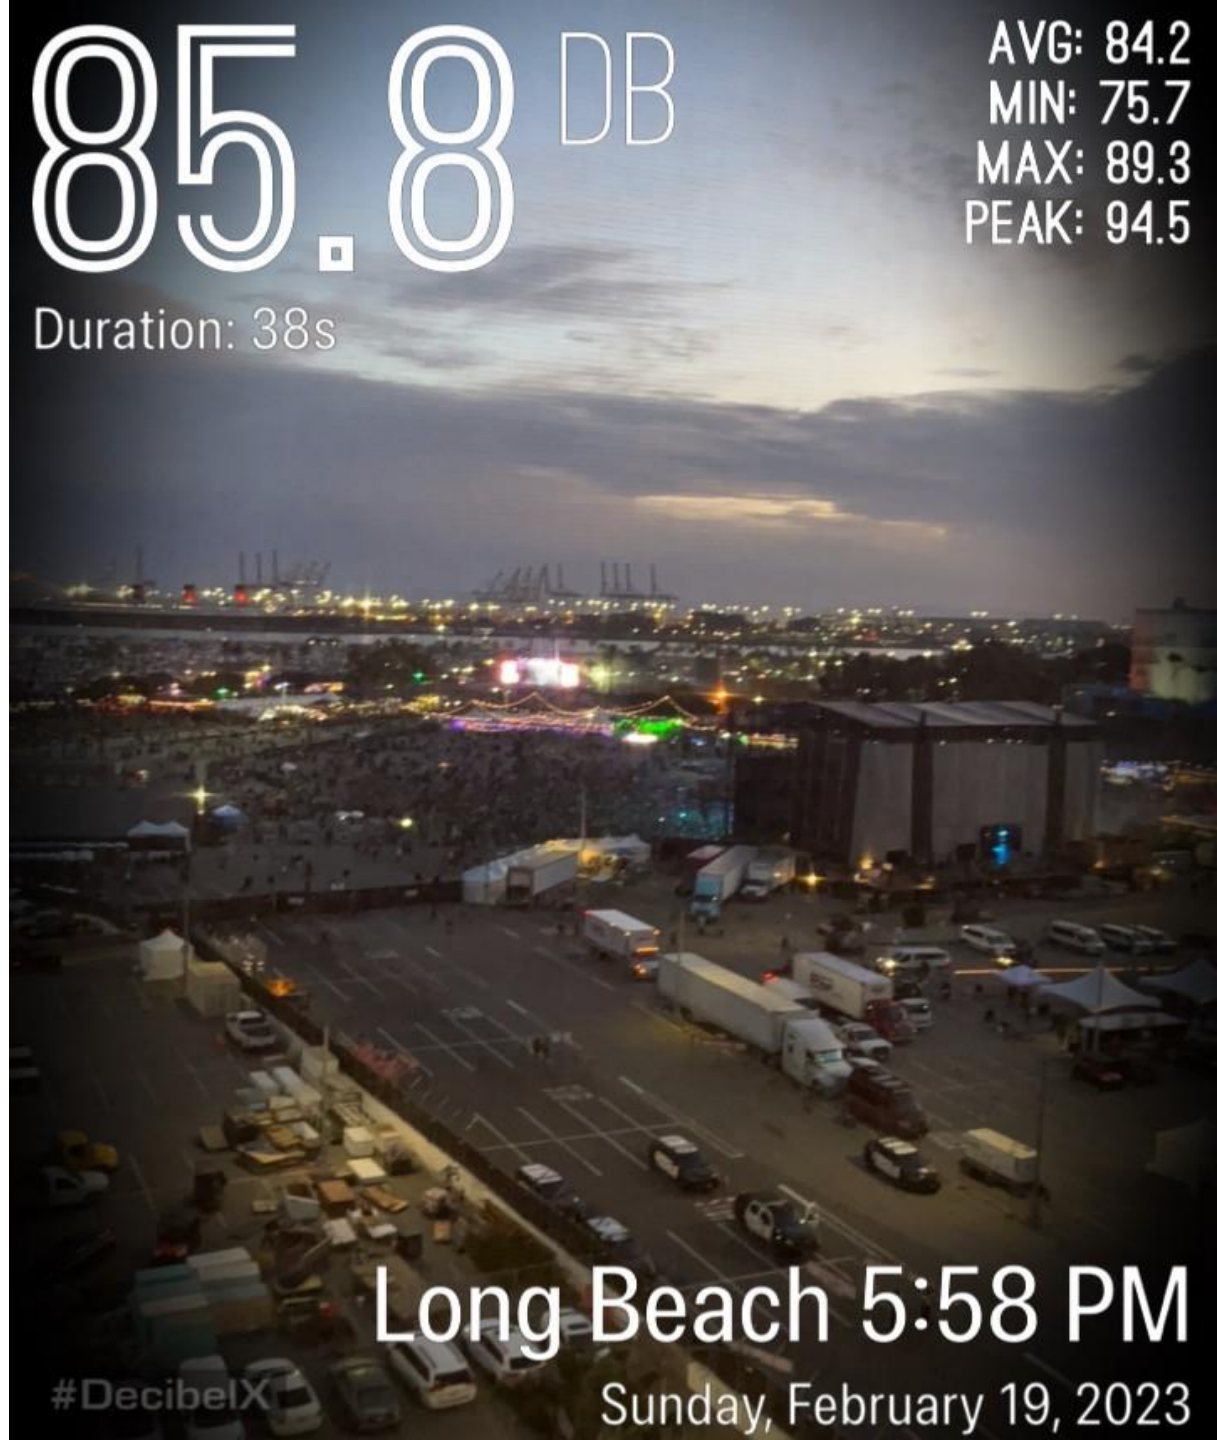 85.8 DB
AVG: 84.2
MIN: 75.7
MAX: 89.3
PEAK: 94.5
Duration: 38s
Long Beach 5:58 PM
#DecibelX
Sunday, February 19, 2023